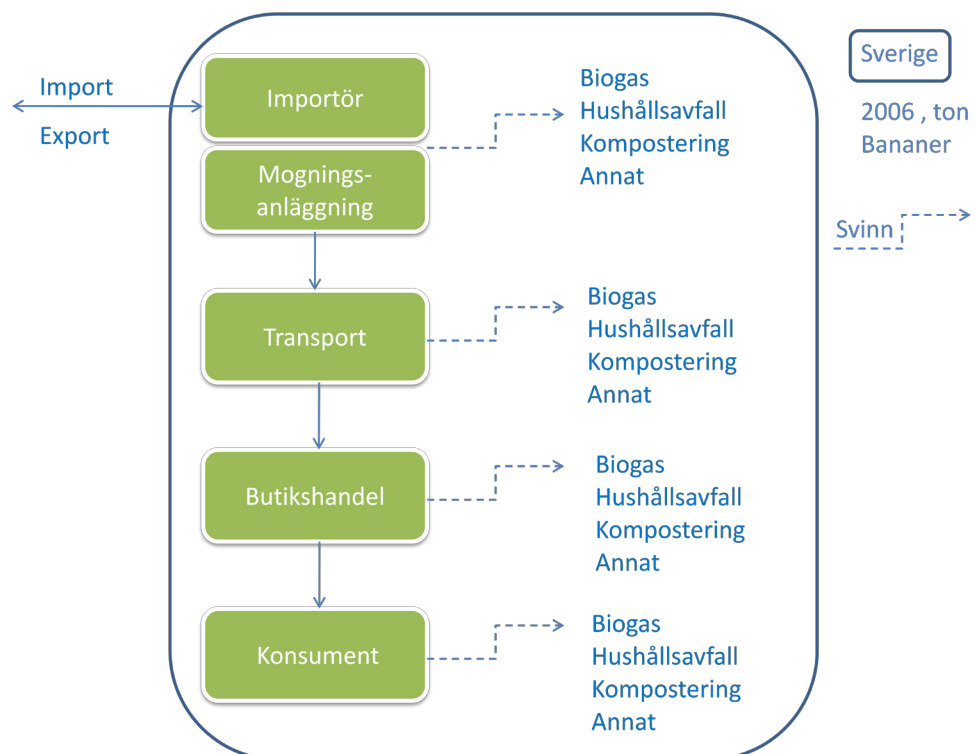 Import
Export
Importör
Mognings-
anläggning
Biogas
Hushållsavfall
Kompostering
Annat
Transport
Biogas
Hushållsavfall
Kompostering
Annat
Butikshandel
Biogas
Hushållsavfall
Kompostering
Annat
Konsument
Biogas
Hushållsavfall
Kompostering
Annat
Sverige
2006 , ton
Bananer
Svinn